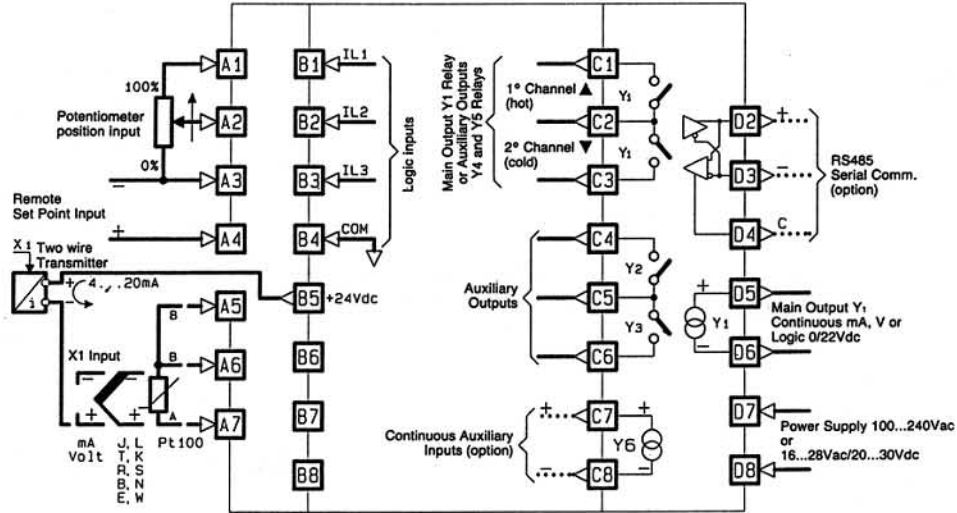 A1
A2
A3
A4
A5
A6
A7
100%
Potentiometer
position input
0%
−
Remote
Set Point Input
+
X1
Two wire
Transmitter
i
+
−
4...20mA
B
B
A
X1 Input
−
−
+
+
mA
Volt
J, L
T, K
R, S
B, N
E, W
Pt100
B1
B2
B3
B4
B5
B6
B7
B8
IL1
IL2
IL3
COM
+24Vdc
Logic inputs
Main Output Y1 Relay
or Auxiliary Outputs
Y4 and Y5 Relays
1° Channel ▲
(hot)
2° Channel ▼
(cold)
C1
C2
C3
Y1
Y1
Auxiliary
Outputs
C4
C5
C6
Y2
Y3
Continuous Auxiliary
Inputs (option)
+
−
C7
C8
+
Y6
−
D2
D3
D4
+
−
C
RS485
Serial Comm.
(option)
+
Y1
−
D5
D6
Main Output Y1
Continuous mA, V or
Logic 0/22Vdc
D7
D8
Power Supply 100...240Vac
or
16...28Vac/20...30Vdc